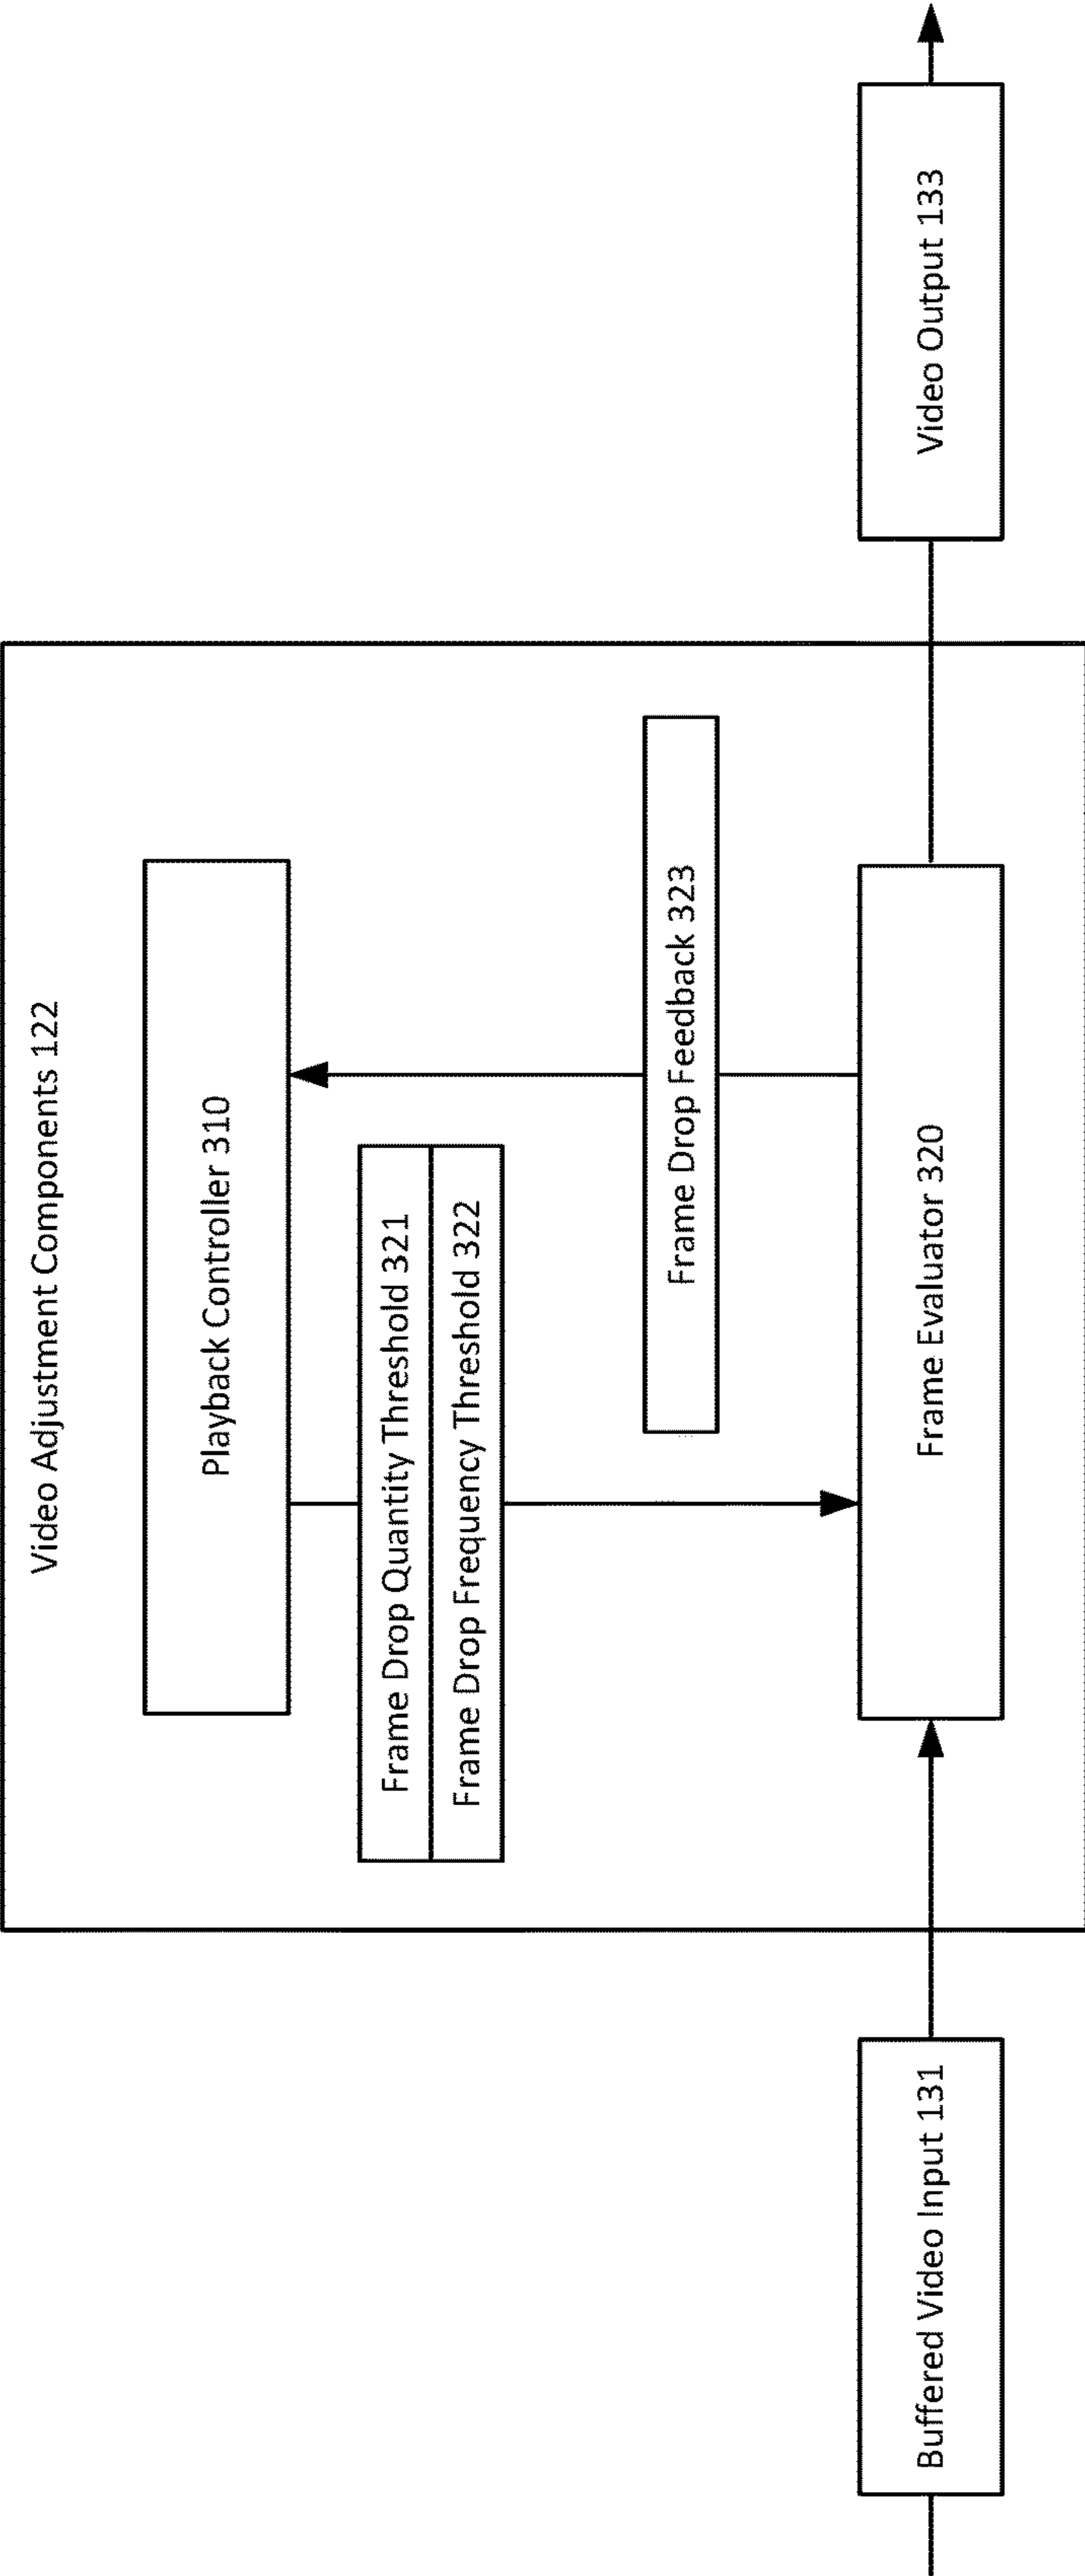 Video Adjustment Components 122
Playback Controller 310
Frame Drop Quantity Threshold 321
Frame Drop Frequency Threshold 322
Frame Drop Feedback 323
Buffered Video Input 131
Frame Evaluator 320
Video Output 133